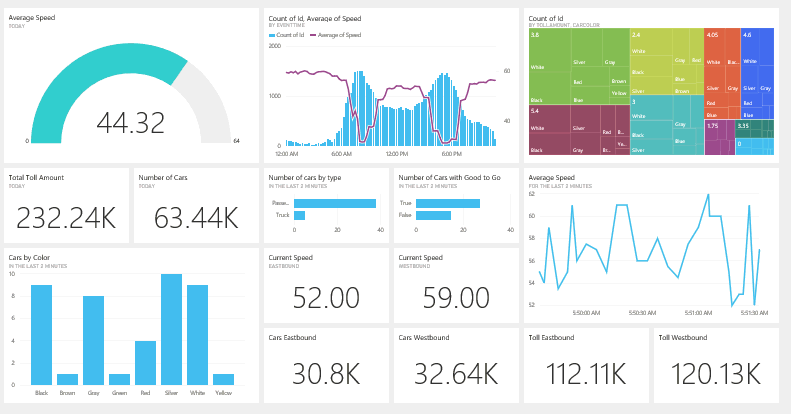 Average Speed
TODAY
44.32
0
64
Count of Id, Average of Speed
BY EVENTTIME
Count of Id
Average of Speed
2000
1000
0
60
40
12:00 AM
6:00 AM
12:00 PM
6:00 PM
Count of Id
BY TOLLAMOUNT, CARCOLOR
3.8
White
Silver
Gray
Red
Brown
Yellow
Black
Blue
5.4
White
Silver
Red
B...
Black
Gray
Blue
Ye...
2.4
Gray
Red
White
Silver
Brown
Black
Blue
3
White
Gray
Black
Silver
Blue
4.05
White
Blac...
Silver
Gray
Red
Blue
4.6
White
Silver
Gray
Black
Red
Blue
1.75
3.35
0
Total Toll Amount
TODAY
232.24K
Number of Cars
TODAY
63.44K
Number of cars by type
IN THE LAST 2 MINUTES
Passe...
Truck
0
20
40
Number of Cars with Good to Go
IN THE LAST 2 MINUTES
True
False
0
20
40
Average Speed
FOR THE LAST 2 MINUTES
62
60
58
56
54
52
5:50:00 AM
5:50:30 AM
5:51:00 AM
5:51:30 AM
Cars by Color
IN THE LAST 2 MINUTES
10
8
6
4
2
0
Black
Brown
Gray
Green
Red
Silver
White
Yellow
Current Speed
EASTBOUND
52.00
Current Speed
WESTBOUND
59.00
Cars Eastbound
30.8K
Cars Westbound
32.64K
Toll Eastbound
112.11K
Toll Westbound
120.13K